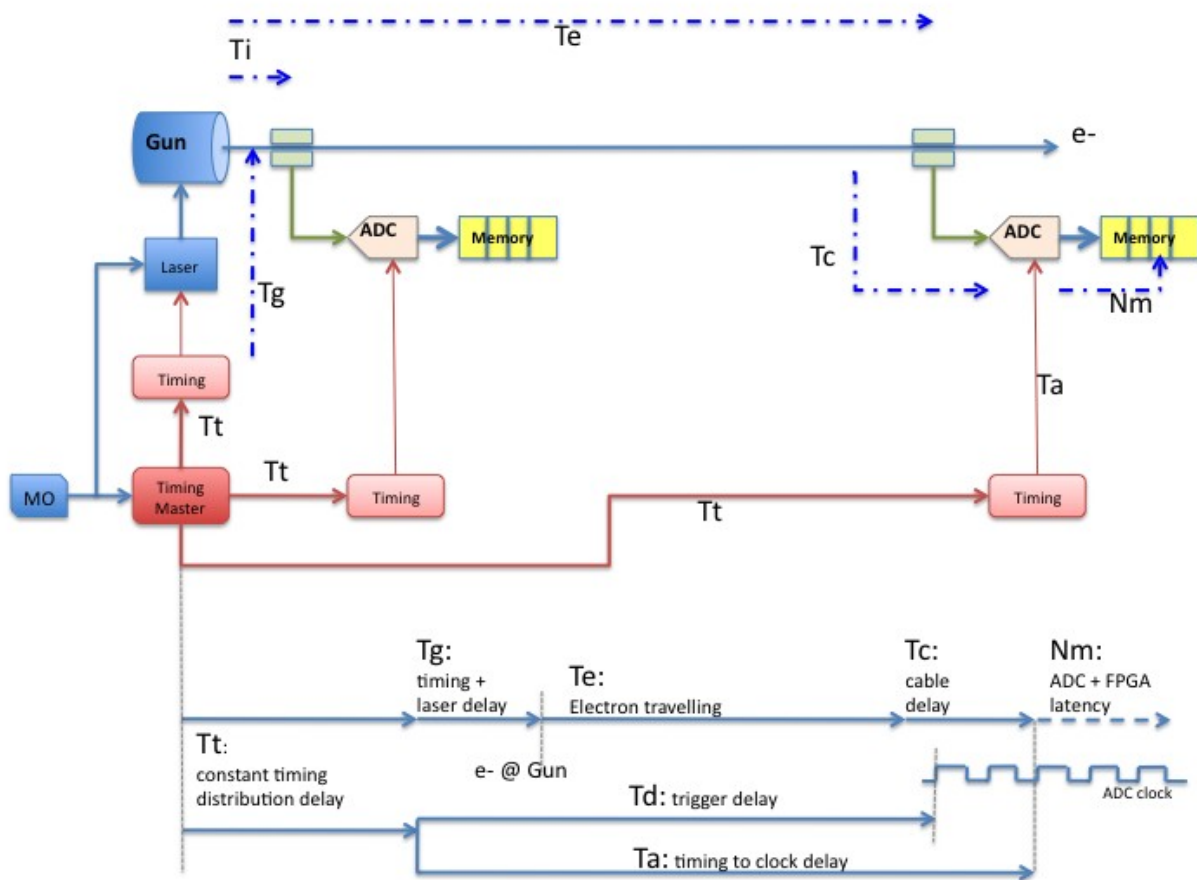 Ti
Te
Gun
e-
ADC
Memory
ADC
Memory
Laser
Tg
Tc
Nm
Timing
Ta
Tt
Tt
MO
Timing
Master
Timing
Tt
Timing
Tg:
timing +
laser delay
Te:
Electron travelling
Tc:
cable
delay
Nm:
ADC + FPGA
latency
Tt:
constant timing
distribution delay
e- @ Gun
Td: trigger delay
ADC clock
Ta: timing to clock delay